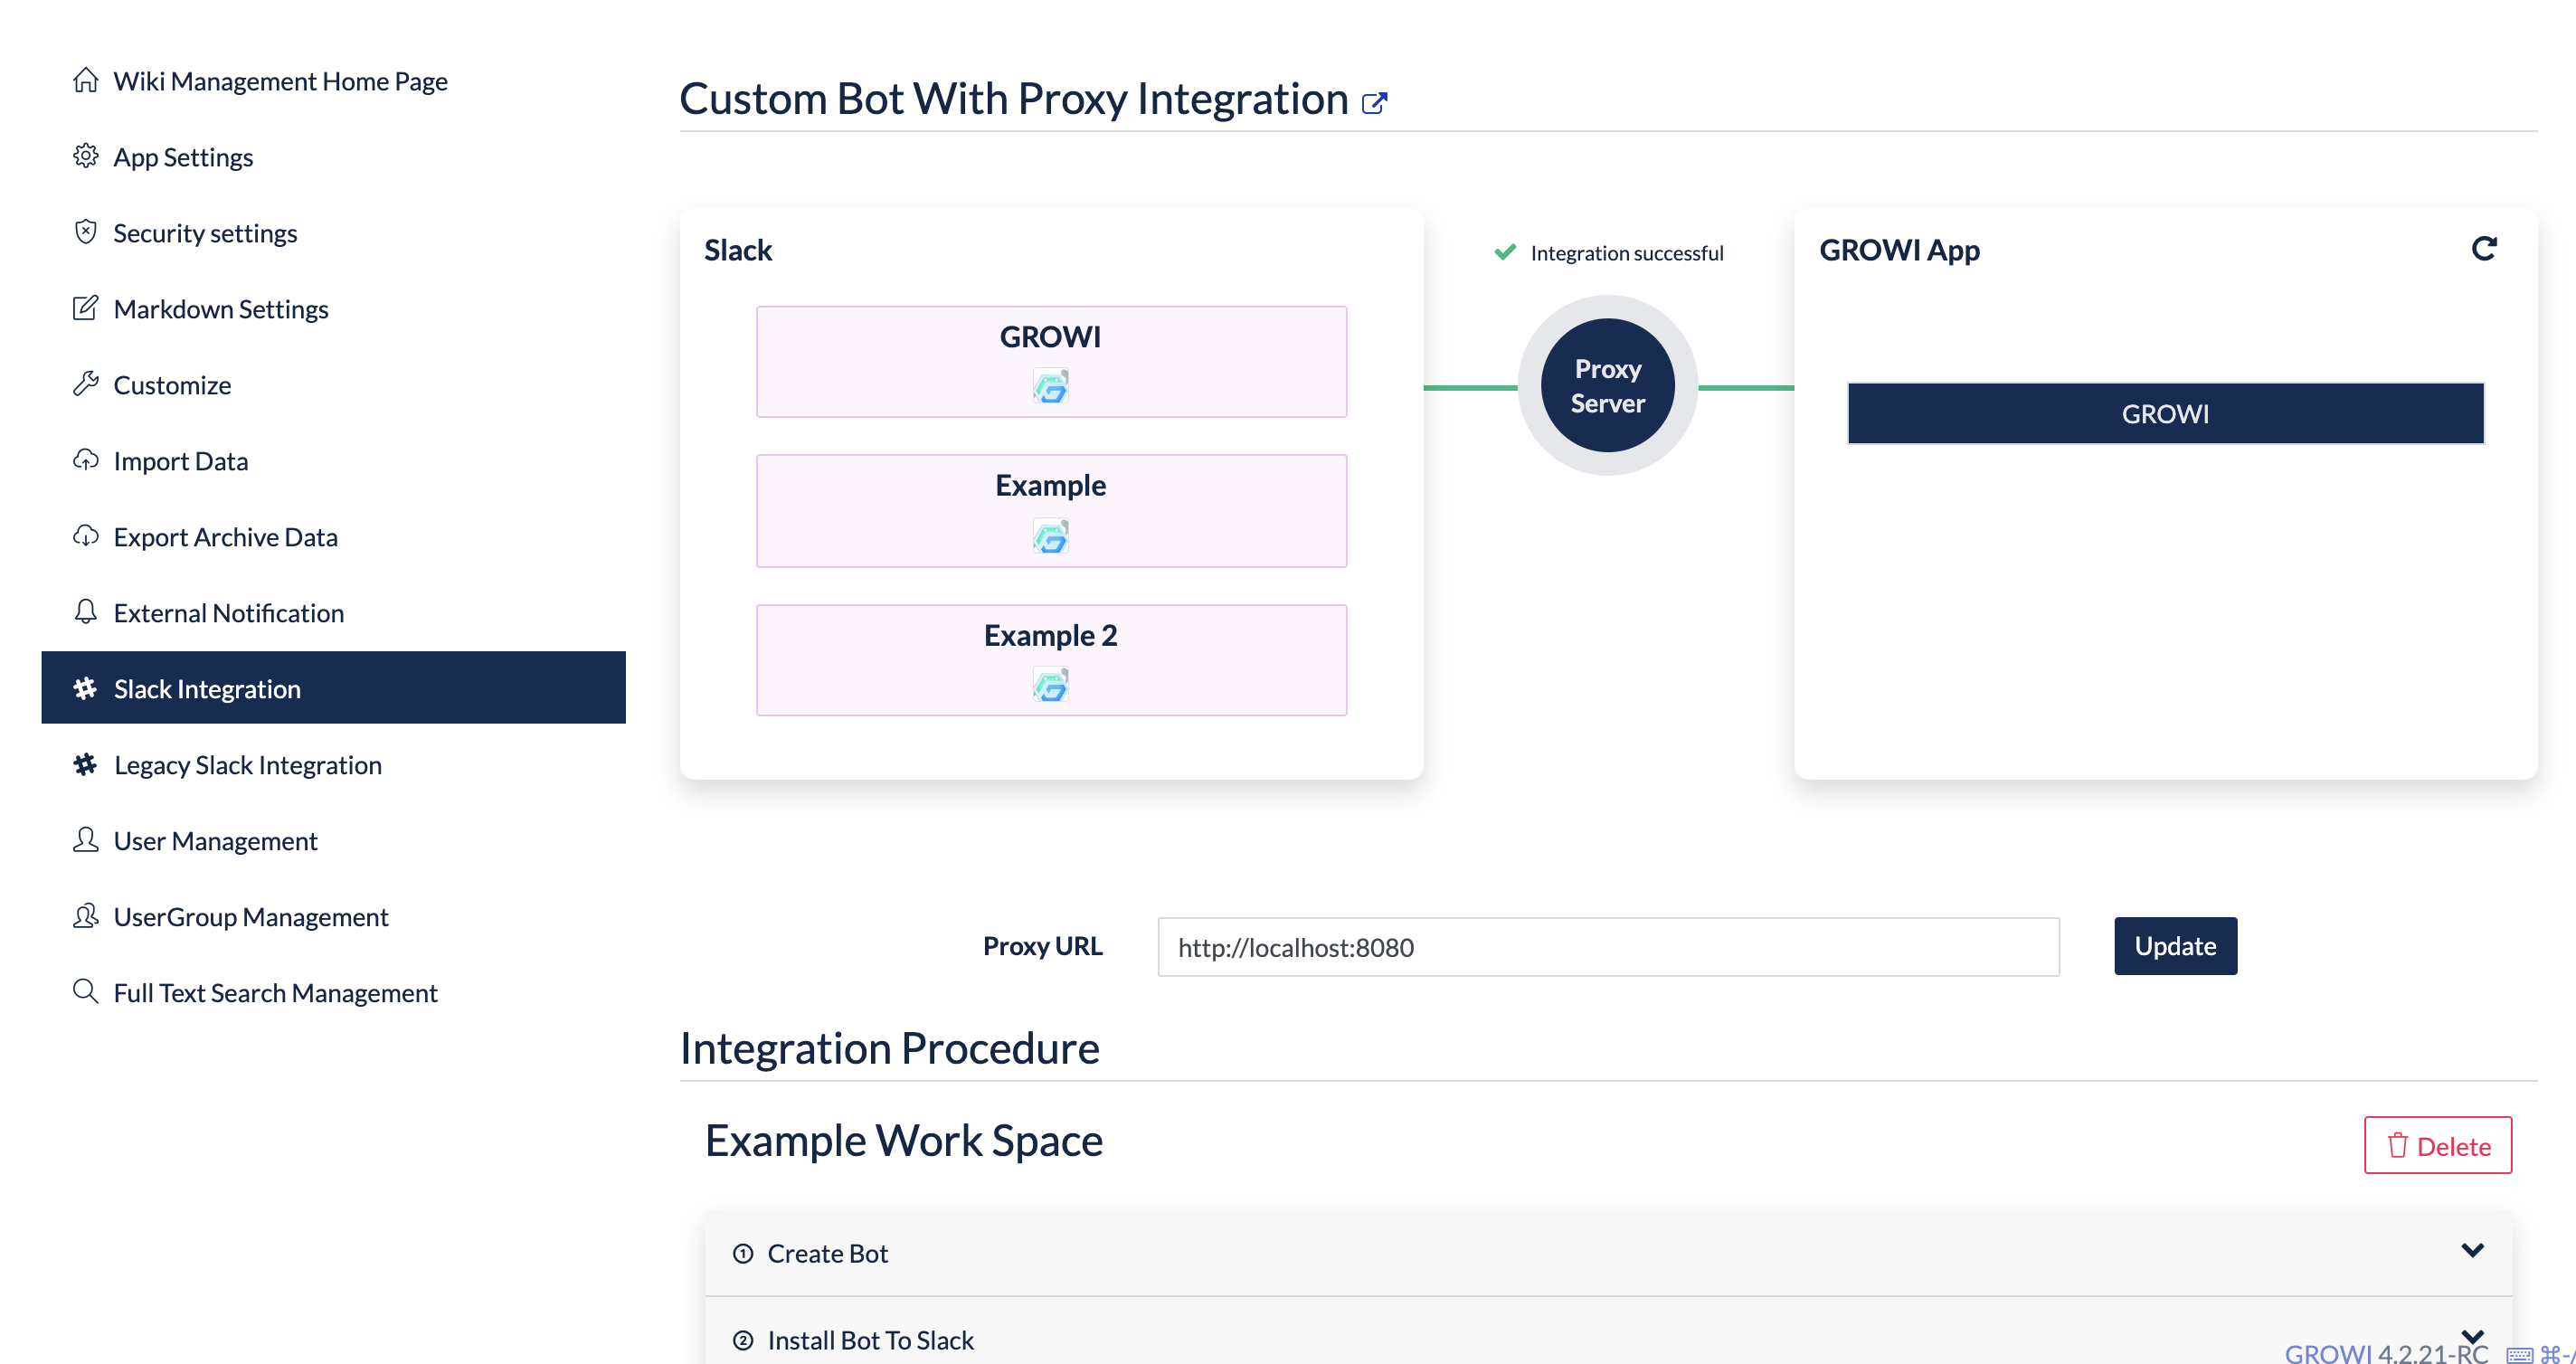 Wiki Management Home Page
App Settings
Security settings
Markdown Settings
Customize
Import Data
Export Archive Data
External Notification
Slack Integration
Legacy Slack Integration
User Management
UserGroup Management
Full Text Search Management
Custom Bot With Proxy Integration
Slack
GROWI
Example
Example 2
Integration successful
Proxy
Server
GROWI App
GROWI
Proxy URL
http://localhost:8080
Update
Integration Procedure
Example Work Space
Delete
① Create Bot
② Install Bot To Slack
GROWI 4.2.21-RC ⌘-/